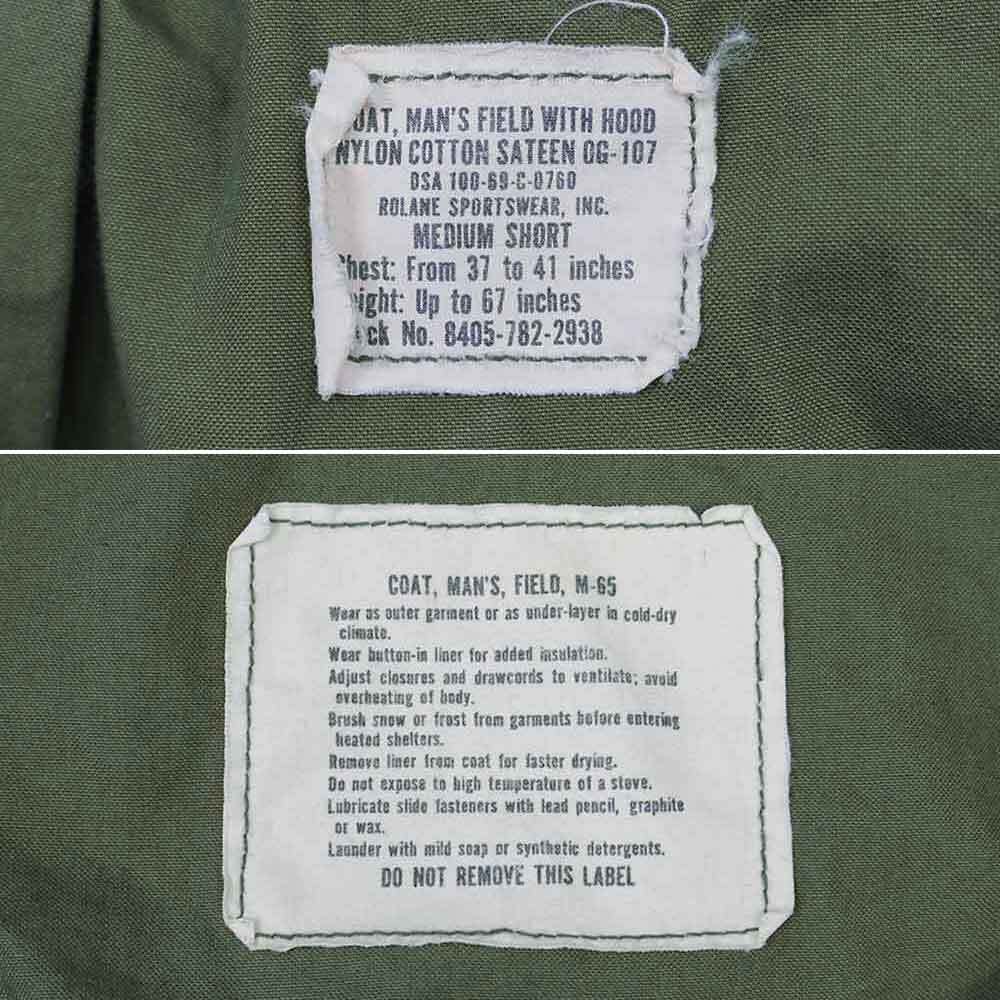 OAT, MAN'S FIELD WITH HOOD
NYLON COTTON SATEEN OG-107
DSA 100-69-C-0760
ROLANE SPORTSWEAR, INC.
MEDIUM SHORT
hest: From 37 to 41 inches
eight: Up to 67 inches
ck No. 8405-782-2938
COAT, MAN'S, FIELD, M-65
Wear as outer garment or as under-layer in cold-dry
climate.
Wear button-in liner for added insulation.
Adjust closures and drawcords to ventilate; avoid
overheating of body.
Brush snow or frost from garments before entering
heated shelters.
Remove liner from coat for faster drying.
Do not expose to high temperature of a stove.
Lubricate slide fasteners with lead pencil, graphite
or wax.
Launder with mild soap or synthetic detergents.
DO NOT REMOVE THIS LABEL